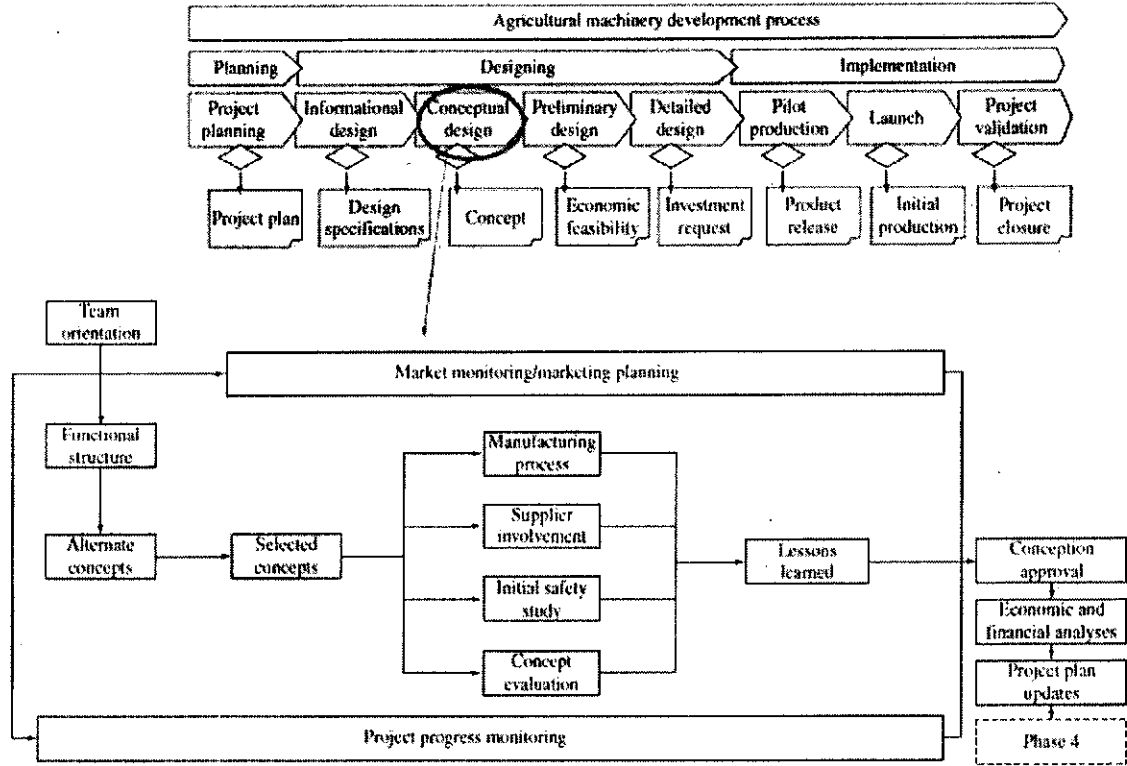 Agricultural machinery development process
Planning
Designing
Implementation
Project
planning
Informational
design
Conceptual
design
Preliminary
design
Detailed
design
Pilot
production
Launch
Project
validation
Project plan
Design
specifications
Concept
Economic
feasibility
Investment
request
Product
release
Initial
production
Project
closure
Team
orientation
Market monitoring/marketing planning
Functional
structure
Manufacturing
process
Supplier
involvement
Alternate
concepts
Selected
concepts
Initial safety
study
Concept
evaluation
Lessons
learned
Conception
approval
Economic and
financial analyses
Project plan
updates
Project progress monitoring
Phase 4